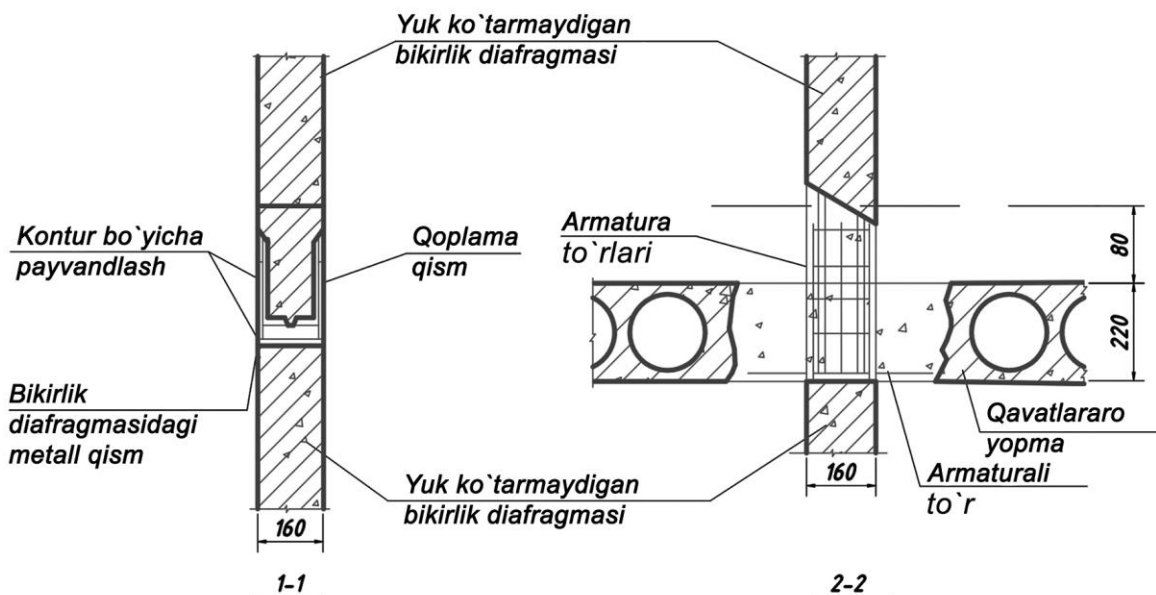 Yuk ko`tarmaydigan
bikirlik diafragmasi
Kontur bo`yicha
payvandlash
Qoplama
qism
Armatura
to`rlari
80
220
Bikirlik
diafragmasidagi
metall qism
Qavatlararo
yopma
Armaturali
to`r
Yuk ko`tarmaydigan
bikirlik diafragmasi
160
160
1-1
2-2